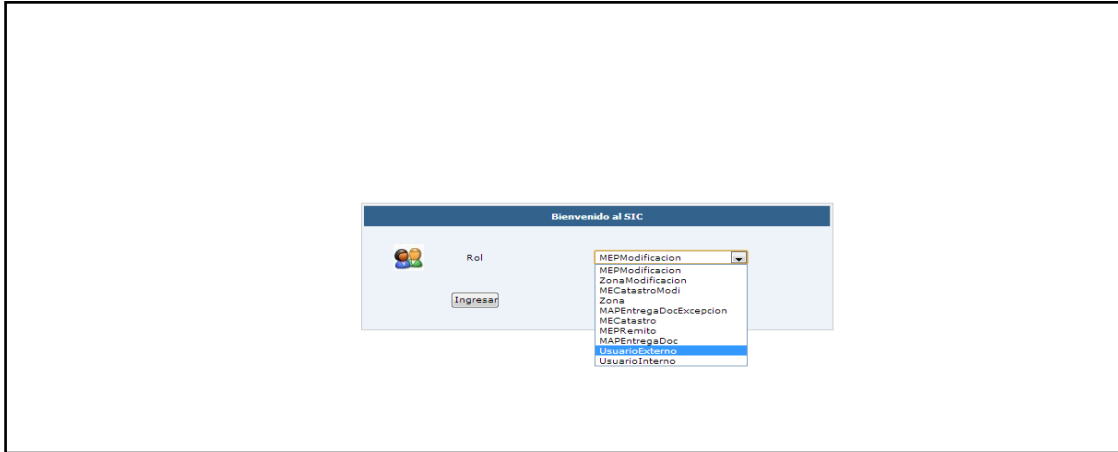 Bienvenido al SIC
Rol
MEPModificacion
MEPModificacion
ZonaModificacion
MECatastroModi
Zona
MAPEntregaDocExcepcion
MECatastro
MEPRemito
MAPEntregaDoc
UsuarioExterno
UsuarioInterno
Ingresar